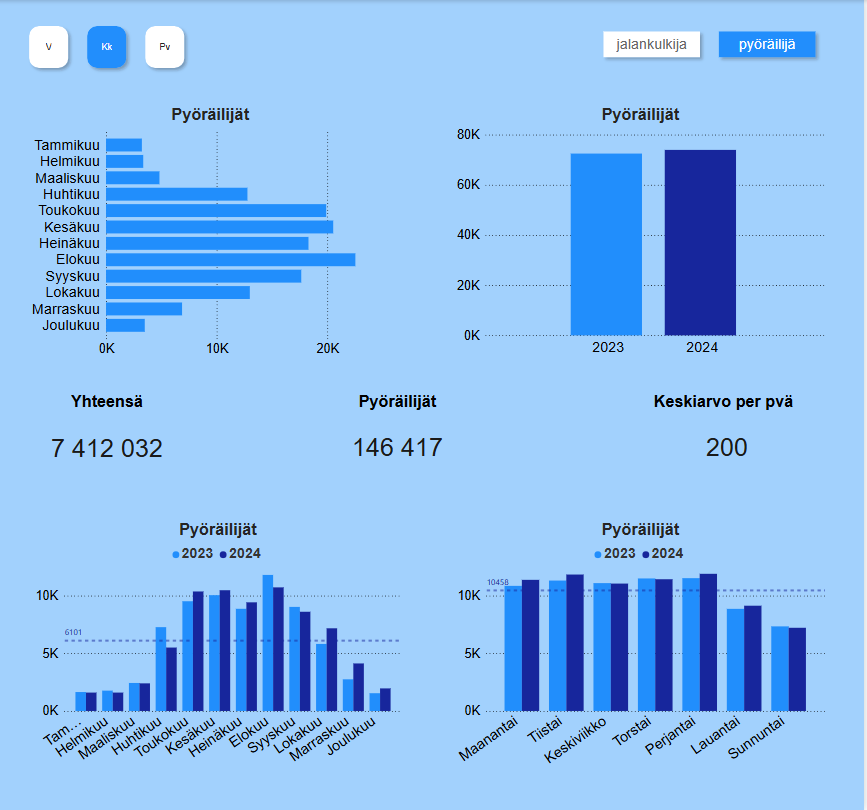 V Kk Pv jalankulkija pyöräilijä
Pyöräilijät
Tammikuu
Helmikuu
Maaliskuu
Huhtikuu
Toukokuu
Kesäkuu
Heinäkuu
Elokuu
Syyskuu
Lokakuu
Marraskuu
Joulukuu
0K 10K 20K
Pyöräilijät
80K
60K
40K
20K
0K
2023 2024
Yhteensä Pyöräilijät Keskiarvo per pvä
7 412 032 146 417 200
Pyöräilijät
2023 2024
10K
6101
5K
0K
Tam... Helmikuu Maaliskuu Huhtikuu Toukokuu Kesäkuu Heinäkuu Elokuu Syyskuu Lokakuu Marraskuu Joulukuu
Pyöräilijät
2023 2024
10458
10K
5K
0K
Maanantai Tiistai Keskiviikko Torstai Perjantai Lauantai Sunnuntai